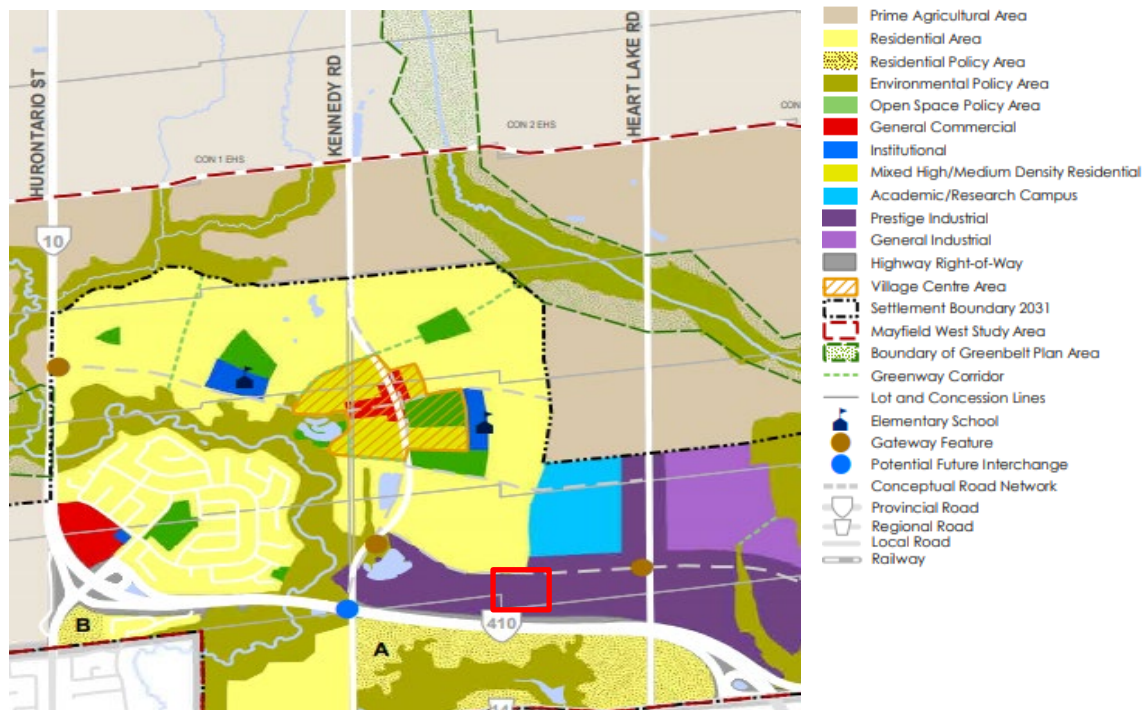 HURONTARIO ST
KENNEDY RD
HEART LAKE RD
CON 1 EHS
CON 2 EHS
CON
10
B
A
410
Prime Agricultural Area
Residential Area
Residential Policy Area
Environmental Policy Area
Open Space Policy Area
General Commercial
Institutional
Mixed High/Medium Density Residential
Academic/Research Campus
Prestige Industrial
General Industrial
Highway Right-of-Way
Village Centre Area
Settlement Boundary 2031
Mayfield West Study Area
Boundary of Greenbelt Plan Area
Greenway Corridor
Lot and Concession Lines
Elementary School
Gateway Feature
Potential Future Interchange
Conceptual Road Network
Provincial Road
Regional Road
Local Road
Railway